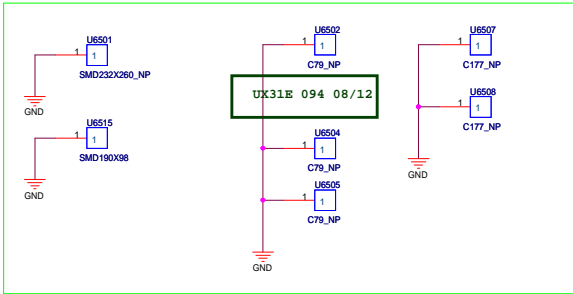 U6501
1
1
SMD232X260_NP
GND
U6515
1
1
SMD190X98
GND
U6502
1
1
C79_NP
UX31E 094 08/12
U6504
1
1
C79_NP
U6505
1
1
C79_NP
GND
U6507
1
1
C177_NP
U6508
1
1
C177_NP
GND